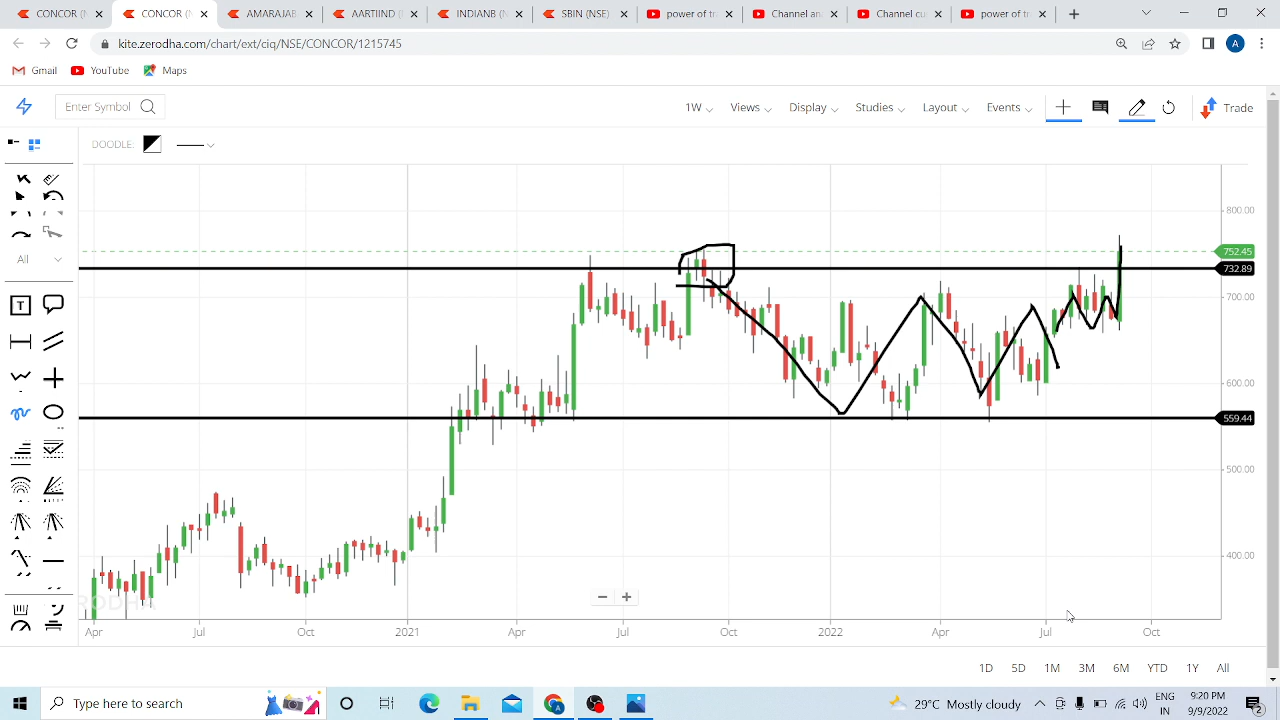 CONCOR (N
CONCOR (N
AMARAJAB
AARTIND (
INDIANB (N
SBIN (NSE)
power of tr
Channel an
Channel cu
power of tr
kite.zerodha.com/chart/ext/ciq/NSE/CONCOR/1215745
A
Gmail YouTube Maps
Enter Symbol
1W Views Display Studies Layout Events Trade
DOODLE:
All
T
800.00
752.45
732.89
700.00
600.00
559.44
500.00
400.00
Apr Jul Oct 2021 Apr Jul Oct 2022 Apr Jul Oct
1D 5D 1M 3M 6M YTD 1Y All
Type here to search
29°C Mostly cloudy
ENG
IN
9:20 PM
9/9/2022
2